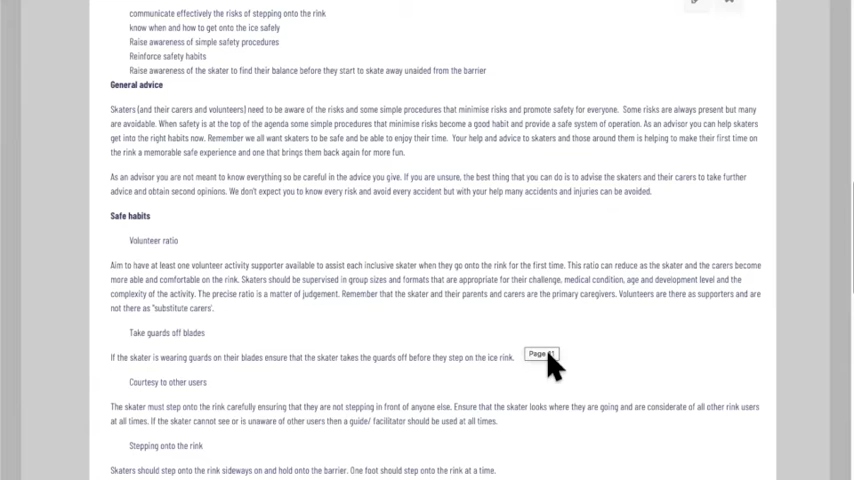 communicate effectively the risks of stepping onto the rink
know when and how to get onto the ice safely
Raise awareness of simple safety procedures
Reinforce safety habits
Raise awareness of the skater to find their balance before they start to skate away unaided from the barrier
General advice
Skaters (and their carers and volunteers) need to be aware of the risks and some simple procedures that minimise risks and promote safety for everyone. Some risks are always present but many
are avoidable. When safety is at the top of the agenda some simple procedures that minimise risks become a good habit and provide a safe system of operation. As an advisor you can help skaters
get into the right habits now. Remember we all want skaters to be safe and be able to enjoy their time. Your help and advice to skaters and those around them is helping to make their first time on
the rink a memorable safe experience and one that brings them back again for more fun.
As an advisor you are not meant to know everything so be careful in the advice you give. If you are unsure, the best thing that you can do is to advise the skaters and their carers to take further
advice and obtain second opinions. We don't expect you to know every risk and avoid every accident but with your help many accidents and injuries can be avoided.
Safe habits
Volunteer ratio
Aim to have at least one volunteer activity supporter available to assist each inclusive skater when they go onto the rink for the first time. This ratio can reduce as the skater and the carers become
more able and comfortable on the rink. Skaters should be supervised in group sizes and formats that are appropriate for their challenge, medical condition, age and development level and the
complexity of the activity. The precise ratio is a matter of judgement. Remember that the skater and their parents and carers are the primary caregivers. Volunteers are there as supporters and are
not there as "substitute carers'.
Take guards off blades
If the skater is wearing guards on their blades ensure that the skater takes the guards off before they step on the ice rink.
Page
Courtesy to other users
The skater must step onto the rink carefully ensuring that they are not stepping in front of anyone else. Ensure that the skater looks where they are going and are considerate of all other rink users
at all times. If the skater cannot see or is unaware of other users then a guide/ facilitator should be used at all times.
Stepping onto the rink
Skaters should step onto the rink sideways on and hold onto the barrier. One foot should step onto the rink at a time.